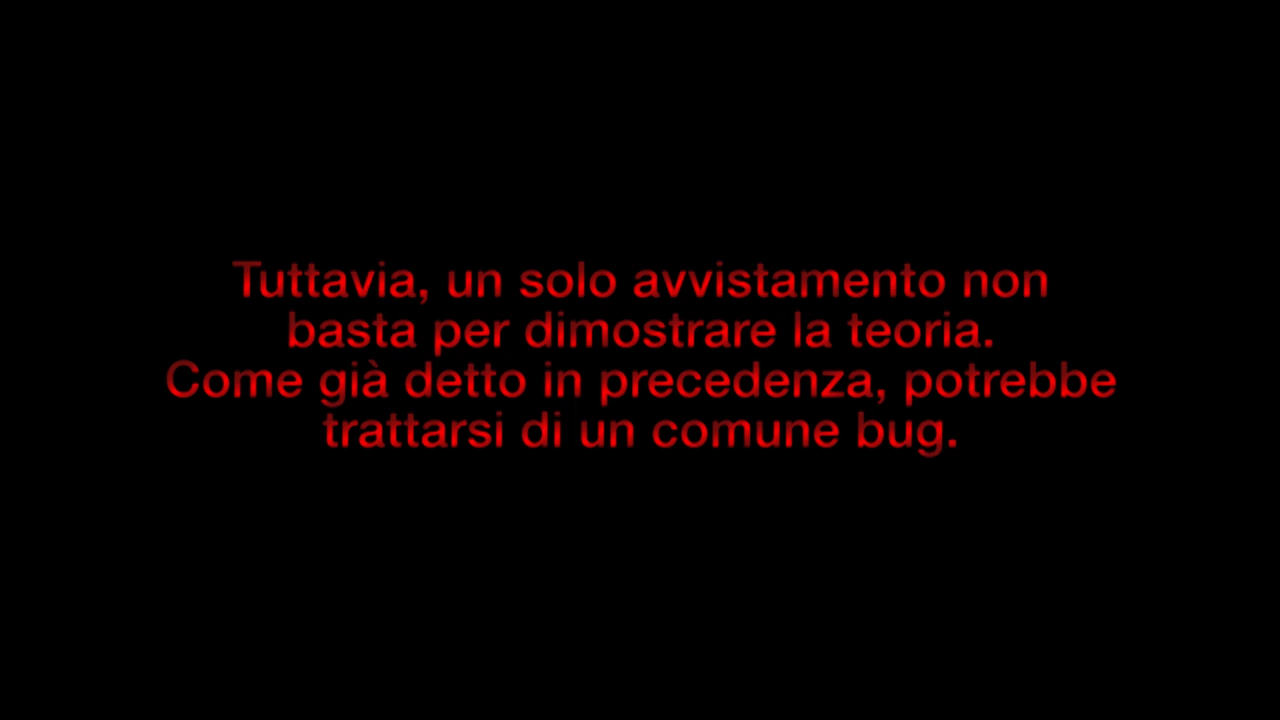 Tuttavia, un solo avvistamento non
basta per dimostrare la teoria.
Come già detto in precedenza, potrebbe
trattarsi di un comune bug.